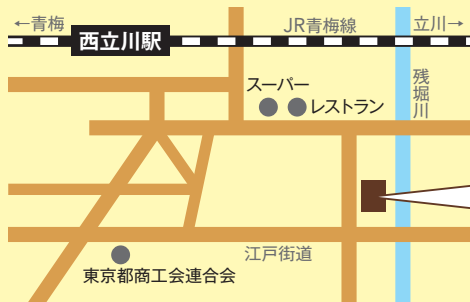 ←青梅
JR青梅線
立川→
西立川駅
スーパー
レストラン
残堀川
江戸街道
東京都商工会連合会